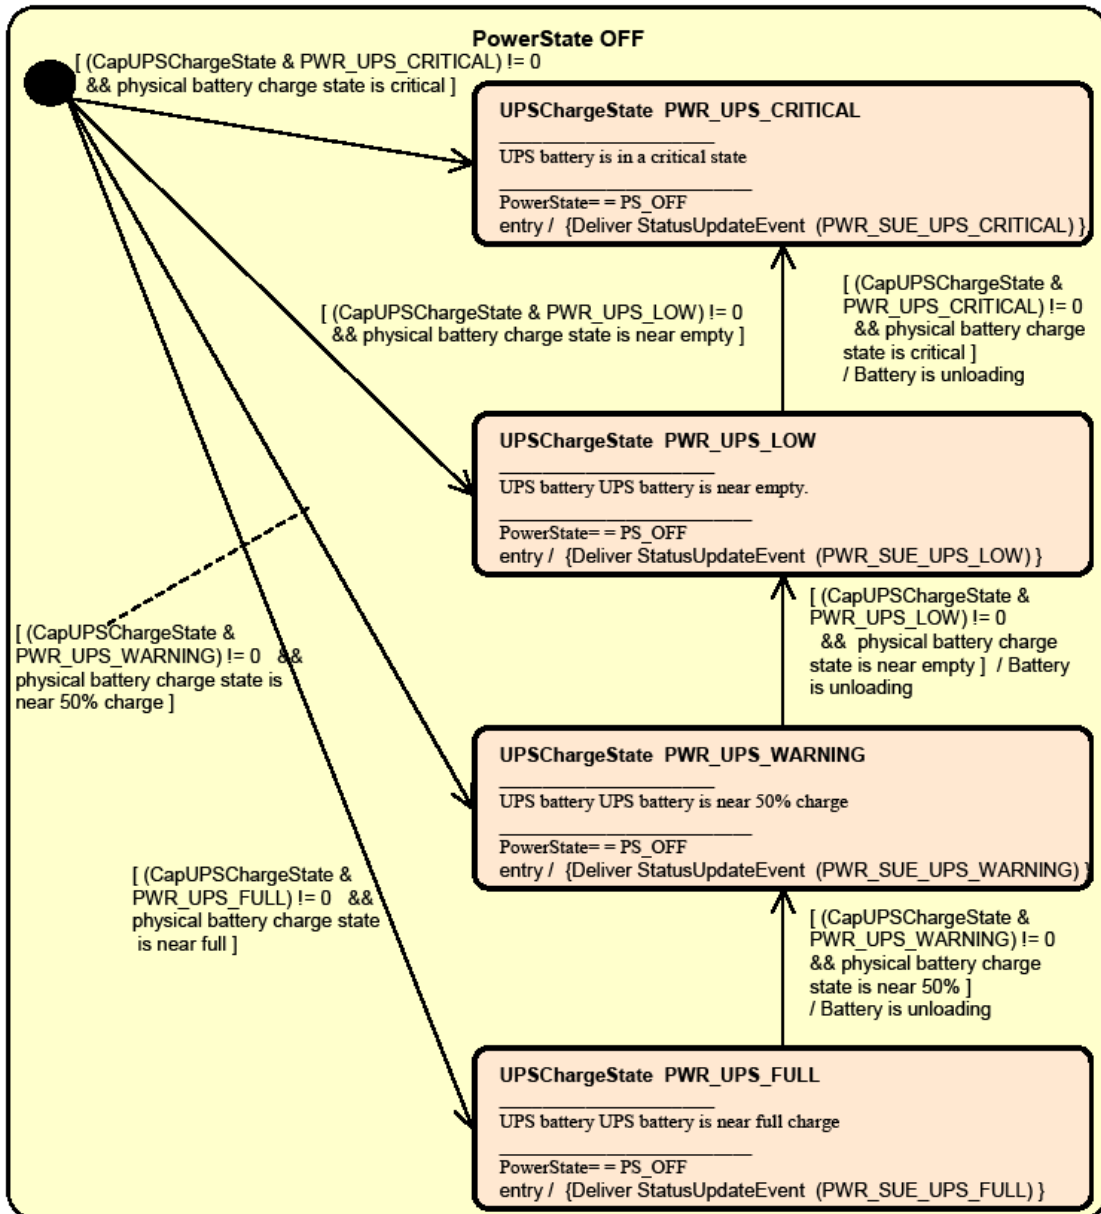 PowerState OFF
[ (CapUPSChargeState & PWR_UPS_CRITICAL) != 0
&& physical battery charge state is critical ]
UPSChargeState PWR_UPS_CRITICAL
UPS battery is in a critical state
PowerState= = PS_OFF
entry / {Deliver StatusUpdateEvent (PWR_SUE_UPS_CRITICAL) }
[ (CapUPSChargeState & PWR_UPS_LOW) != 0
&& physical battery charge state is near empty ]
[ (CapUPSChargeState &
PWR_UPS_CRITICAL) != 0
&& physical battery charge
state is critical ]
/ Battery is unloading
UPSChargeState PWR_UPS_LOW
UPS battery UPS battery is near empty.
PowerState= = PS_OFF
entry / {Deliver StatusUpdateEvent (PWR_SUE_UPS_LOW) }
[ (CapUPSChargeState &
PWR_UPS_WARNING) != 0 &&
physical battery charge state is
near 50% charge ]
[ (CapUPSChargeState &
PWR_UPS_LOW) != 0
&& physical battery charge
state is near empty ] / Battery
is unloading
UPSChargeState PWR_UPS_WARNING
UPS battery UPS battery is near 50% charge
PowerState= = PS_OFF
entry / {Deliver StatusUpdateEvent (PWR_SUE_UPS_WARNING) }
[ (CapUPSChargeState &
PWR_UPS_FULL) != 0 &&
physical battery charge state
is near full ]
[ (CapUPSChargeState &
PWR_UPS_WARNING) != 0
&& physical battery charge
state is near 50% ]
/ Battery is unloading
UPSChargeState PWR_UPS_FULL
UPS battery UPS battery is near full charge
PowerState= = PS_OFF
entry / {Deliver StatusUpdateEvent (PWR_SUE_UPS_FULL) }